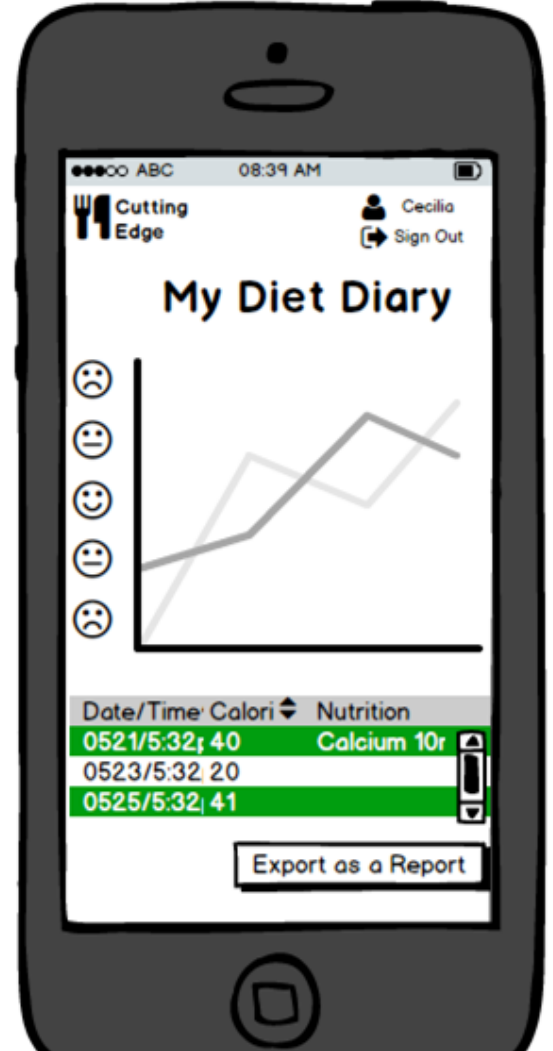 ABC 08:39 AM
Cutting Edge
Cecilia
Sign Out
My Diet Diary
Date/Time Calori Nutrition
0521/5:32p 40 Calcium 10r
0523/5:32 20
0525/5:32 41
Export as a Report